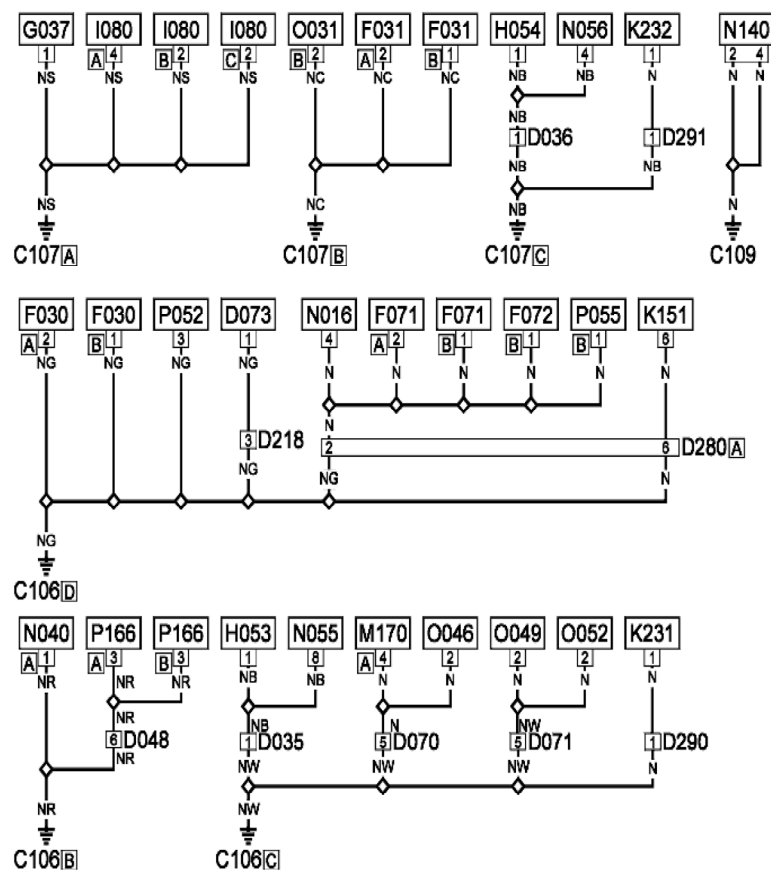 G037 I080 I080 I080 O031 F031 F031 H054 N056 K232 N140
1 A 4 B 2 C 2 B 2 A 2 B 1 1 4 1 2 4
NS NS NS NS NC NC NC NB NB N N N
NB
1 D036 1 D291
NB NB
NS NC NB N
C107 A C107 B C107 C C109
F030 F030 P052 D073 N016 F071 F071 F072 P055 K151
A 2 B 1 3 1 4 A 2 B 1 B 1 B 1 6
NG NG NG NG N N N N N N
N
3 D218 2 6 D280 A
NG NG N
NG
C106 D
N040 P166 P166 H053 N055 M170 O046 O049 O052 K231
A 1 A 3 B 3 1 8 A 4 2 2 2 1
NR NR NR NB NB N N N N N
NR NB N NW
6 D048 1 D035 5 D070 5 D071 1 D290
NR NW NW NW N
NR NW
C106 B C106 C